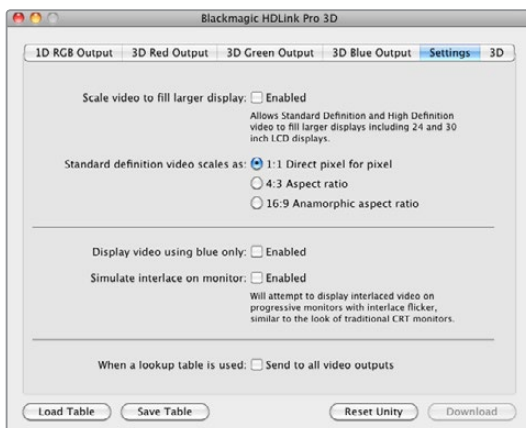 Blackmagic HDLink Pro 3D
1D RGB Output 3D Red Output 3D Green Output 3D Blue Output Settings 3D
Scale video to fill larger display: Enabled
Allows Standard Definition and High Definition
video to fill larger displays including 24 and 30
inch LCD displays.
Standard definition video scales as: 1:1 Direct pixel for pixel
4:3 Aspect ratio
16:9 Anamorphic aspect ratio
Display video using blue only: Enabled
Simulate interlace on monitor: Enabled
Will attempt to display interlaced video on
progressive monitors with interlace flicker,
similar to the look of traditional CRT monitors.
When a lookup table is used: Send to all video outputs
Load Table Save Table Reset Unity Download